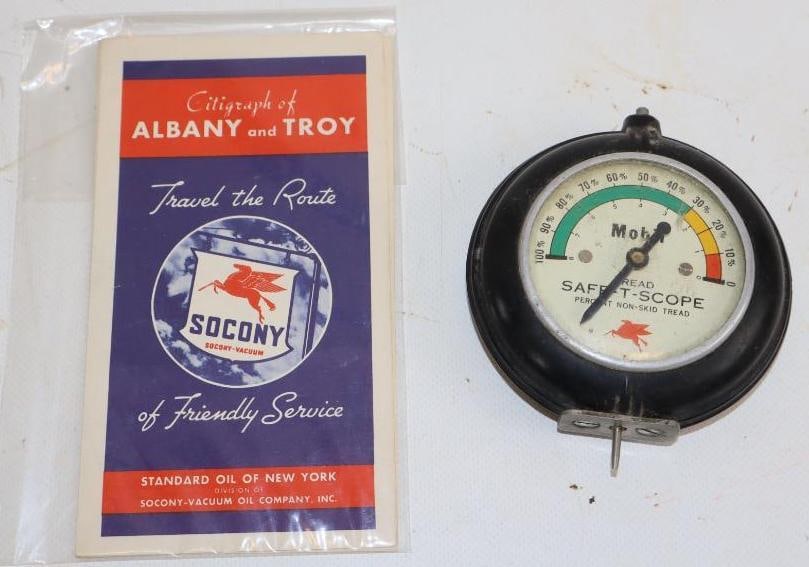 Citigraph of
ALBANY and TROY
Travel the Route
SOCONY
SOCONY-VACUUM
of Friendly Service
STANDARD OIL OF NEW YORK
DIVISION OF
SOCONY-VACUUM OIL COMPANY, INC.
100% 90% 80% 70% 60% 50% 40% 30% 20% 10% 0
Mobil
TREAD
SAFE-T-SCOPE
PERCENT NON-SKID TREAD